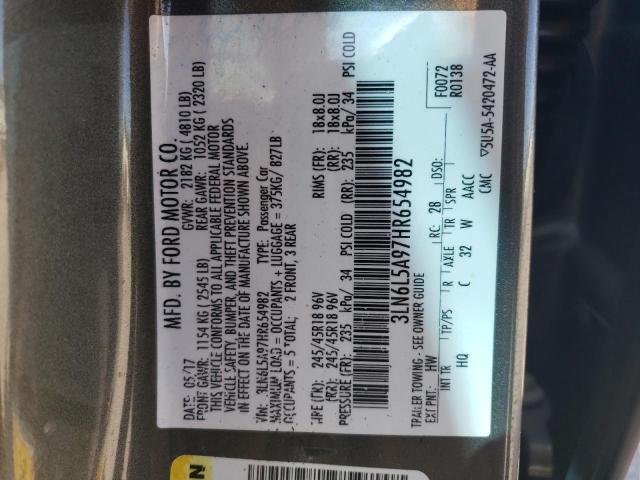 MFD. BY FORD MOTOR CO.
DATE: 05/17 GVWR: 2182 KG ( 4810 LB)
FRONT GAWR: 1154 KG ( 2545 LB) REAR GAWR: 1052 KG ( 2320 LB)
THIS VEHICLE CONFORMS TO ALL APPLICABLE FEDERAL MOTOR
VEHICLE SAFETY, BUMPER, AND THEFT PREVENTION STANDARDS
IN EFFECT ON THE DATE OF MANUFACTURE SHOWN ABOVE.
VIN: 3LN6L5A97HR654982 TYPE: Passenger Car
MAXIMUM LOAD = OCCUPANTS + LUGGAGE = 375KG/ 827LB
OCCUPANTS = 5 TOTAL: 2 FRONT, 3 REAR
TIRE (FR): 245/45R18 96V RIMS (FR): 18x8.0J
(RR): 245/45R18 96V (RR): 18x8.0J
PRESSURE (FR): 235 kPa/ 34 PSI COLD (RR): 235 kPa/ 34 PSI COLD
3LN6L5A97HR654982
TRAILER TOWING - SEE OWNER GUIDE
F0072
R0138
EXT PNT: HW RC: 28 DSO:
INT TR TP/PS R AXLE TR SPR
HQ C 32 W AACC
CMC
▽5U5A-5420472-AA
N